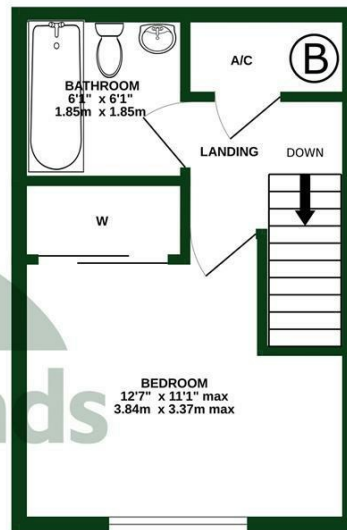 A/C
B
BATHROOM
6'1" x 6'1"
1.85m x 1.85m
LANDING
DOWN
W
BEDROOM
12'7" x 11'1" max
3.84m x 3.37m max
nds